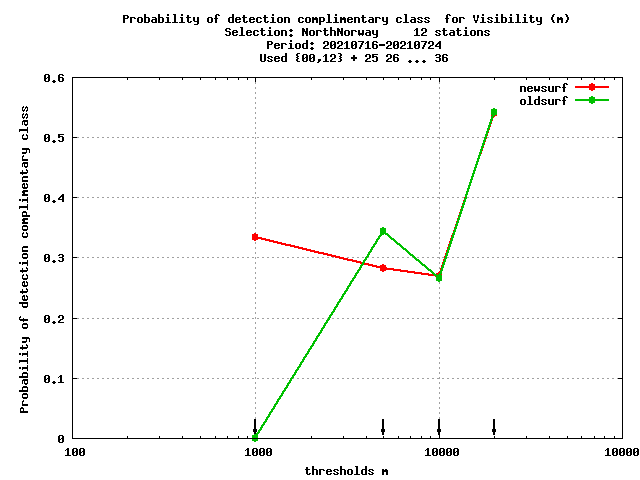 Probability of detection complimentary class  for Visibility (m)
Selection: NorthNorway     12 stations
Period: 20210716-20210724
Used {00,12} + 25 26 ... 36
newsurf
oldsurf
Probability of detection complimentary class
0.6
0.5
0.4
0.3
0.2
0.1
0
100 1000 10000 10000
thresholds m